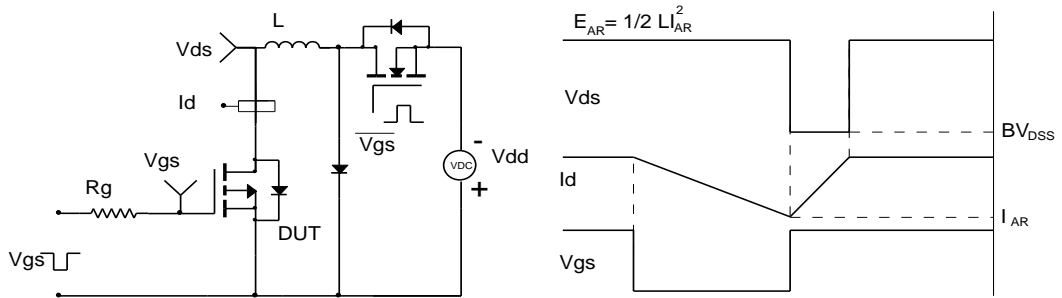 L
Vds
Id
Vgs
Vgs
Rg
DUT
Vgs
VDC
-
+
Vdd
E_AR = 1/2 LI_AR^2
Vds
BV_DSS
Id
I_AR
Vgs